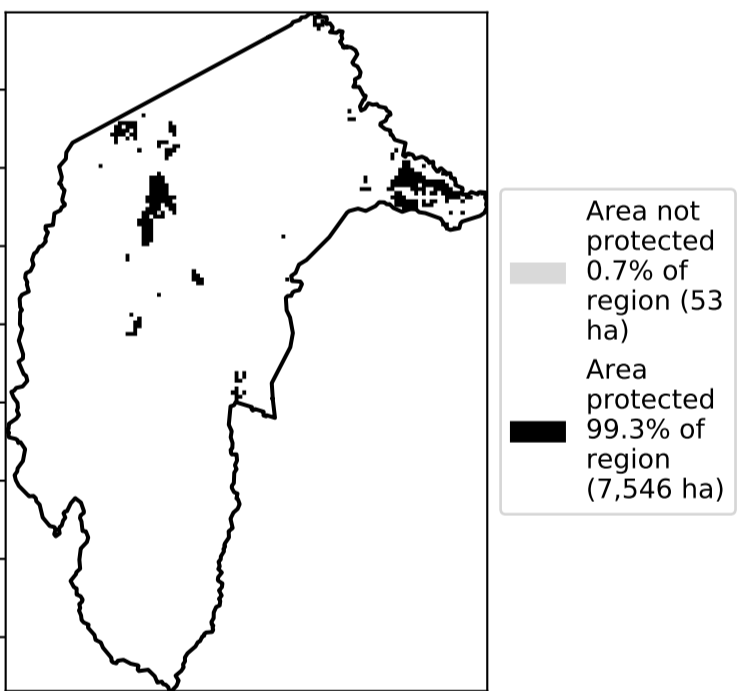 Area not
protected
0.7% of
region (53
ha)
Area
protected
99.3% of
region
(7,546 ha)